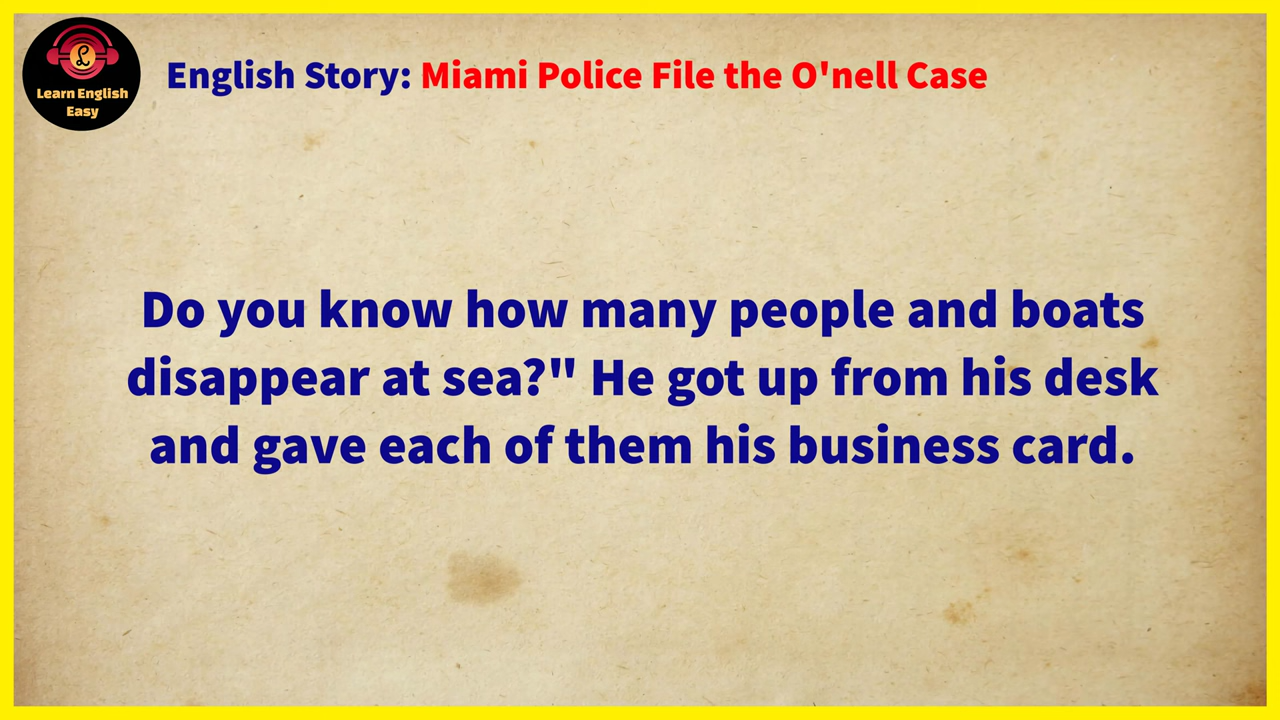 Learn English
Easy
English Story: Miami Police File the O'nell Case
Do you know how many people and boats
disappear at sea?" He got up from his desk
and gave each of them his business card.